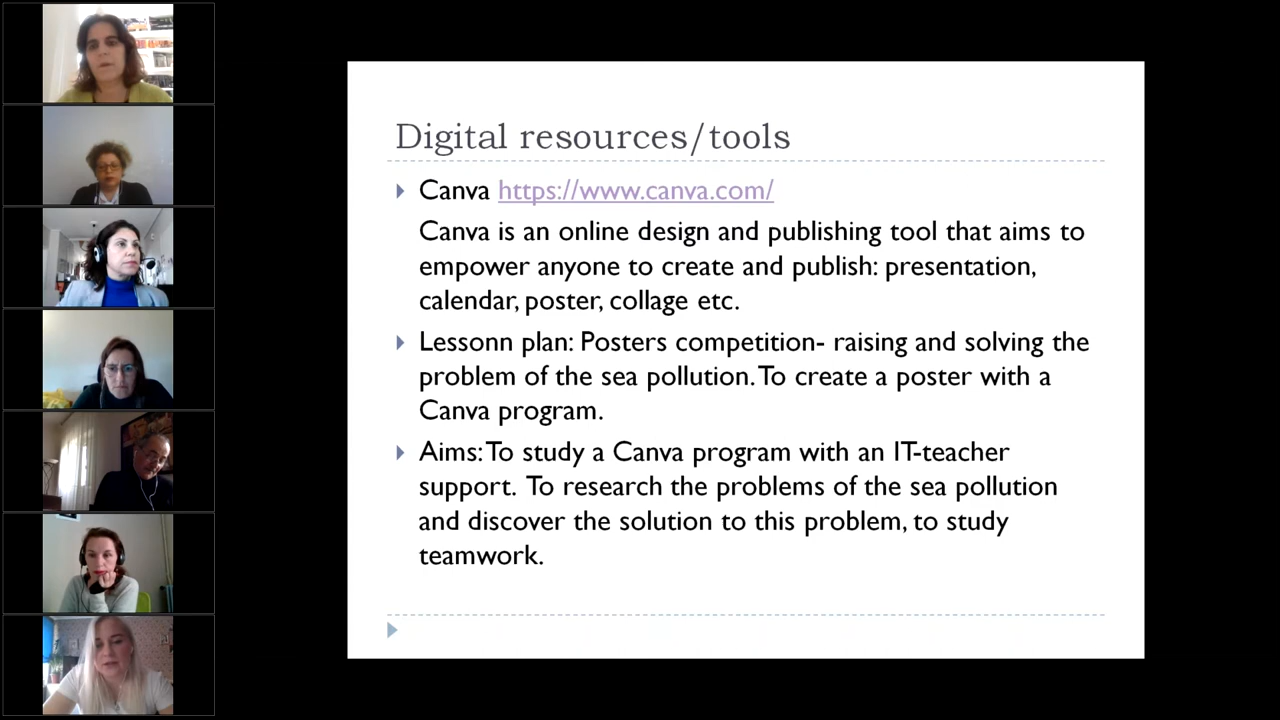 Digital resources/tools
Canva https://www.canva.com/
Canva is an online design and publishing tool that aims to
empower anyone to create and publish: presentation,
calendar, poster, collage etc.
Lessonn plan: Posters competition- raising and solving the
problem of the sea pollution. To create a poster with a
Canva program.
Aims: To study a Canva program with an IT-teacher
support. To research the problems of the sea pollution
and discover the solution to this problem, to study
teamwork.